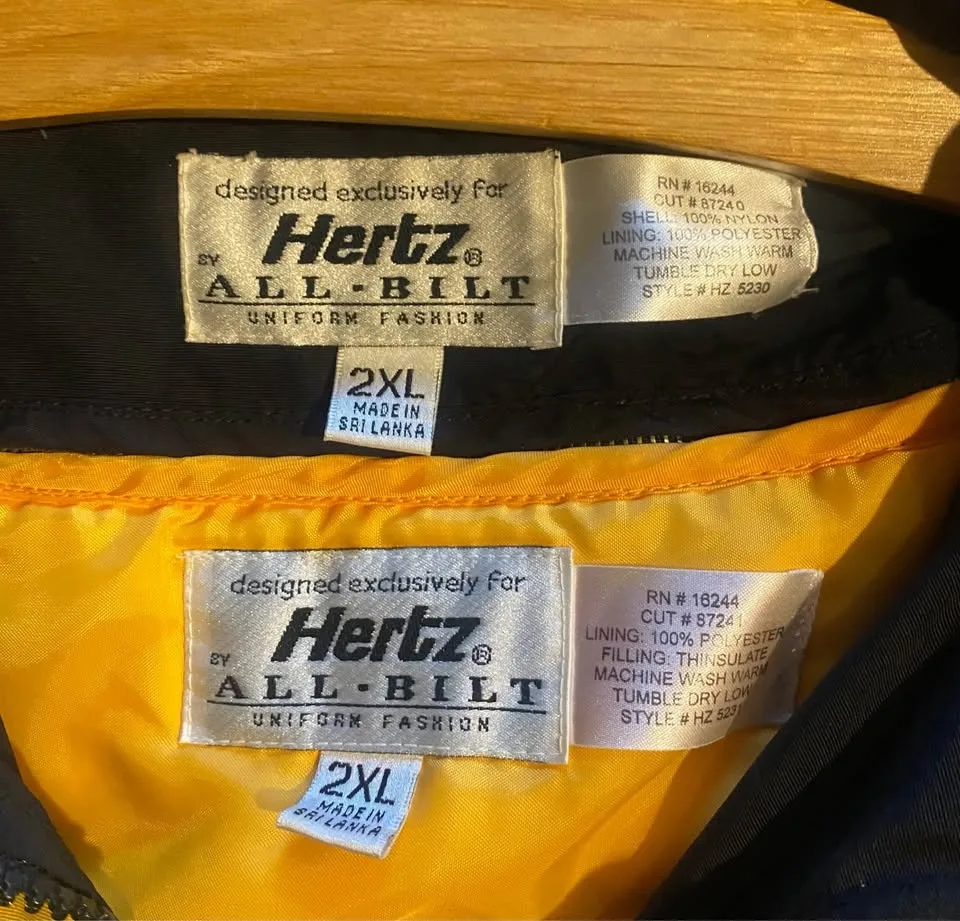 designed exclusively for
Hertz®
BY
ALL-BILT
UNIFORM FASHION
2XL
MADE IN
SRI LANKA
RN # 16244
CUT # 87240
SHELL: 100% NYLON
LINING: 100% POLYESTER
MACHINE WASH WARM
TUMBLE DRY LOW
STYLE # HZ 5230
designed exclusively for
Hertz®
BY
ALL-BILT
UNIFORM FASHION
2XL
MADE IN
SRI LANKA
RN # 16244
CUT # 87241
LINING: 100% POLYESTER
FILLING: THINSULATE
MACHINE WASH WARM
TUMBLE DRY LOW
STYLE # HZ 5231